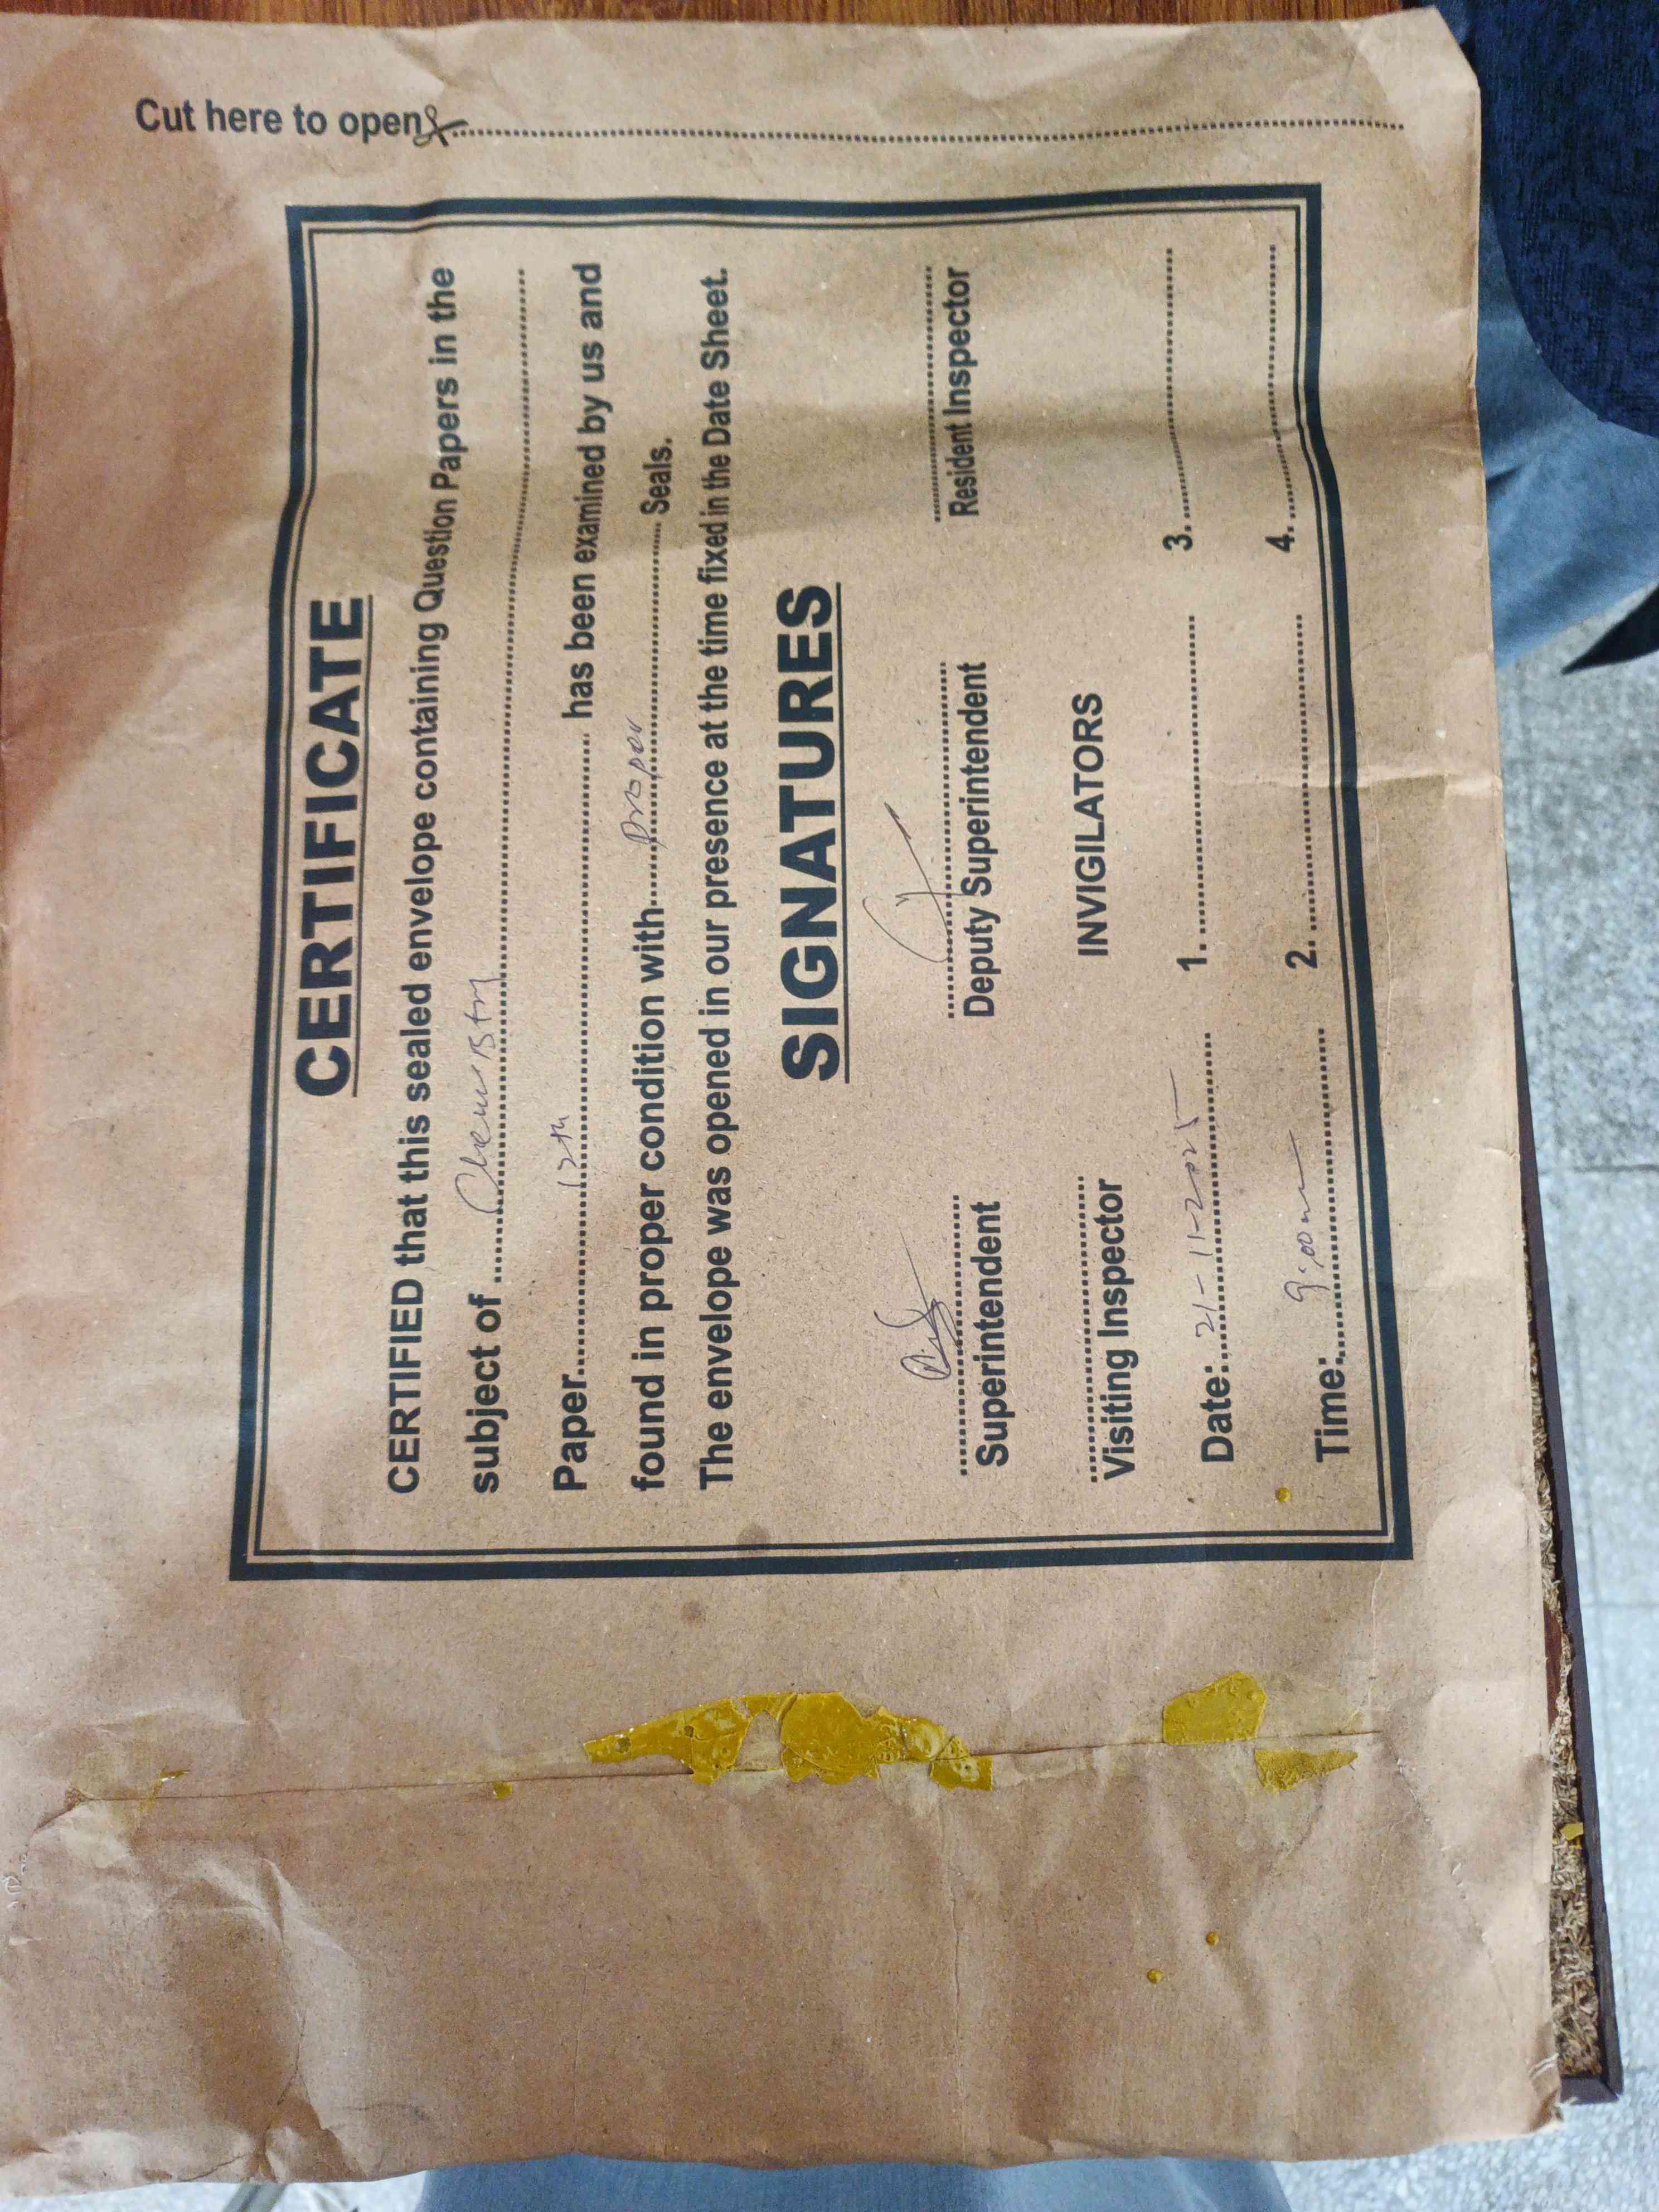 Cut here to open
CERTIFICATE
CERTIFIED that this sealed envelope containing Question Papers in the
subject of Chemistry
Paper 12th has been examined by us and
found in proper condition with proper Seals.
The envelope was opened in our presence at the time fixed in the Date Sheet.
SIGNATURES
Superintendent Deputy Superintendent Resident Inspector
Visiting Inspector INVIGILATORS
Date: 21-11-2025 1. 3.
Time: 9:00 2. 4.